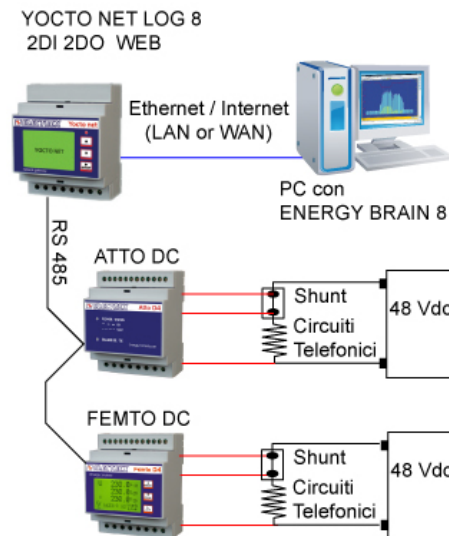 YOCTO NET LOG 8
2DI 2DO WEB
Ethernet / Internet
(LAN or WAN)
PC con
ENERGY BRAIN 8
RS 485
ATTO DC
Shunt
Circuiti
Telefonici
48 Vdc
FEMTO DC
Shunt
Circuiti
Telefonici
48 Vdc